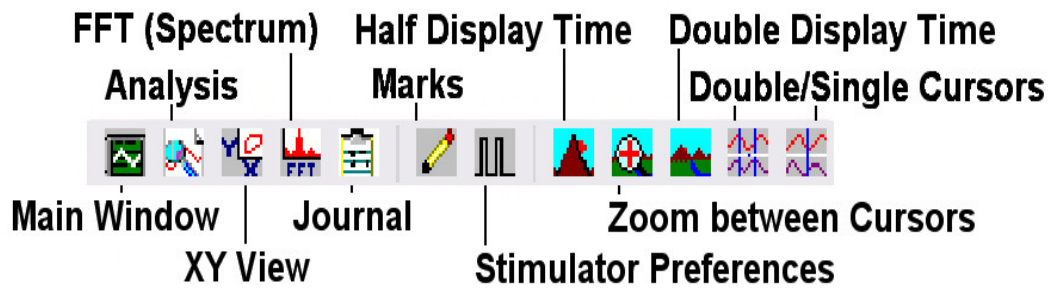 FFT (Spectrum) Half Display Time Double Display Time
Analysis Marks Double/Single Cursors
Y X FFT
Main Window Journal Zoom between Cursors
XY View Stimulator Preferences